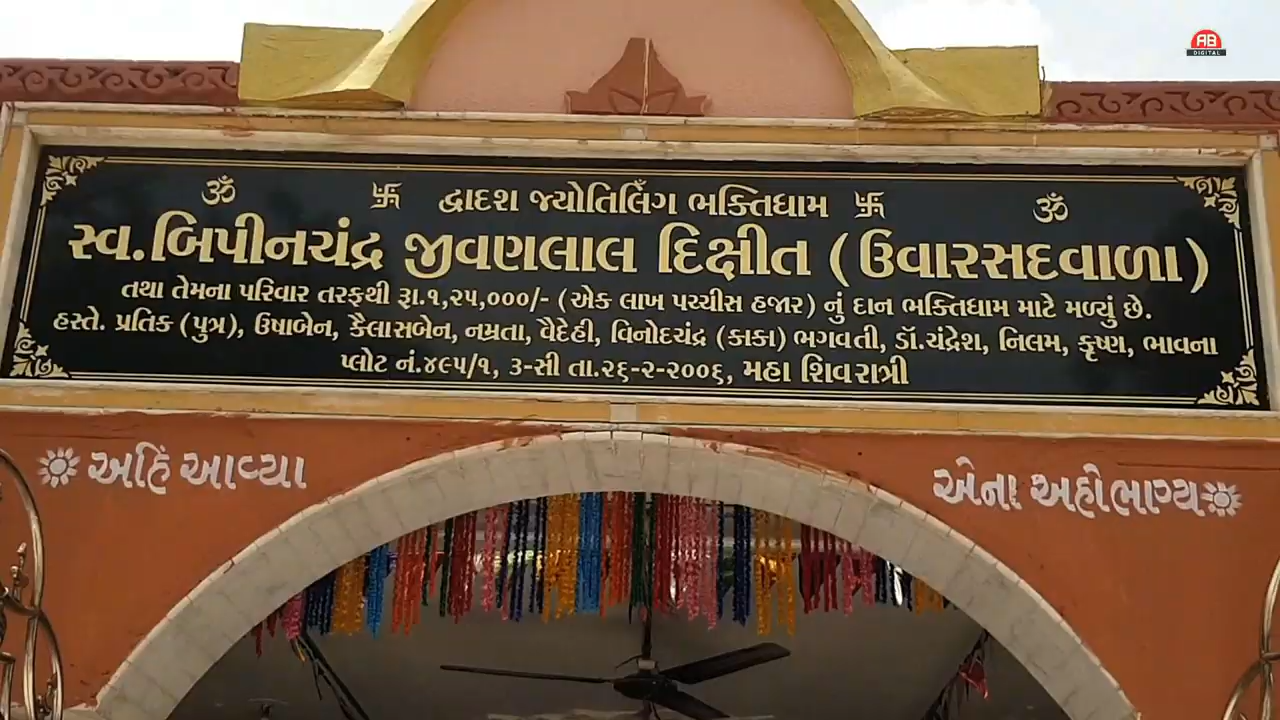 AB
DIGITAL
ૐ 卐 દ્વાદશ જ્યોતિર્લિંગ ભક્તિધામ 卐 ૐ
સ્વ.બિપીનચંદ્ર જીવણલાલ દિક્ષીત (ઉવારસદવાળા)
તથા તેમના પરિવાર તરફથી રૂા.૧,૨૫,૦૦૦/- (એક લાખ પચ્ચીસ હજાર) નું દાન ભક્તિધામ માટે મળ્યું છે.
હસ્તે. પ્રતિક (પુત્ર), ઉષાબેન, કૈલાસબેન, નમ્રતા, વૈદેહી, વિનોદચંદ્ર (કાકા) ભગવતી, ડૉ.ચંદ્રેશ, નિલમ, કૃષ્ણ, ભાવના
પ્લોટ નં.૪૯૫/૧, ૩-સી તા.૨૬-૨-૨૦૦૬, મહા શિવરાત્રી
અહિં આવ્યા
એના અહોભાગ્ય